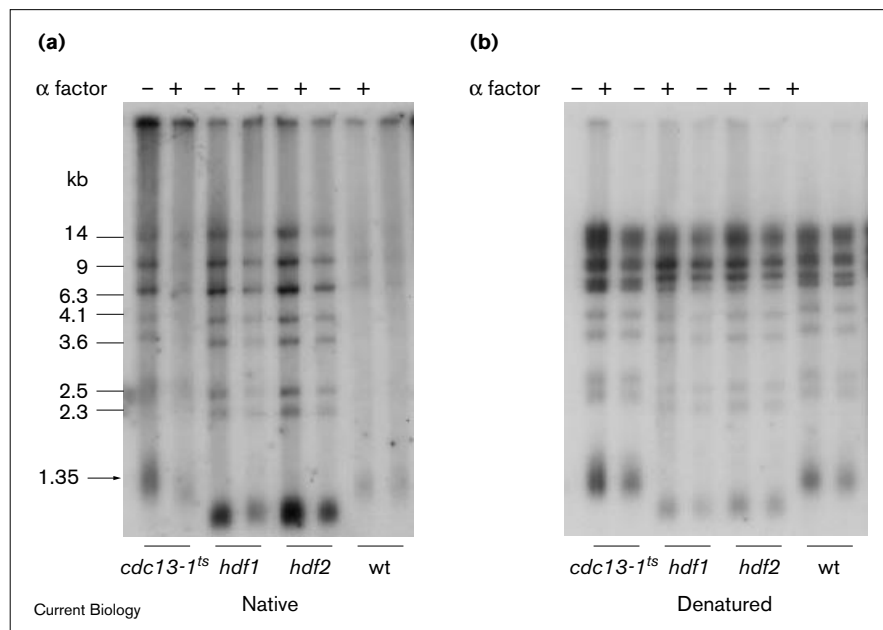 (a)
(b)
α factor – + – + – + – +
α factor – + – + – + – +
kb
14
9
6.3
4.1
3.6
2.5
2.3
1.35
cdc13-1ts hdf1 hdf2 wt
cdc13-1ts hdf1 hdf2 wt
Native
Denatured
Current Biology